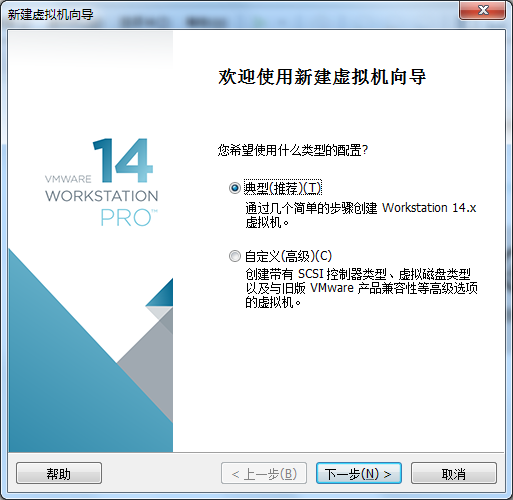 新建虚拟机向导
欢迎使用新建虚拟机向导
14
VMWARE
WORKSTATION
PRO™
您希望使用什么类型的配置?
典型(推荐)(T)
通过几个简单的步骤创建 Workstation 14.x
虚拟机。
自定义(高级)(C)
创建带有 SCSI 控制器类型、虚拟磁盘类型
以及与旧版 VMware 产品兼容性等高级选项
的虚拟机。
帮助
< 上一步(B)
下一步(N) >
取消